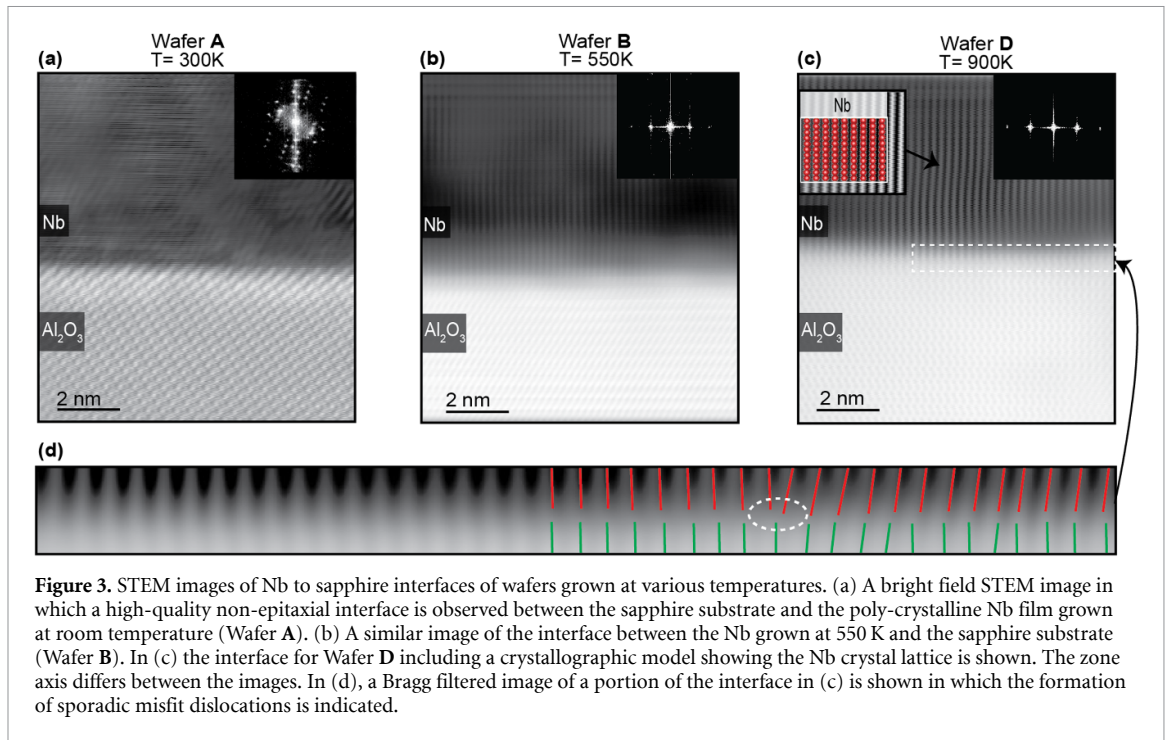 Wafer A
T= 300K
(a)
Nb
Al2O3
2 nm
Wafer B
T= 550K
(b)
Nb
Al2O3
2 nm
Wafer D
T= 900K
(c)
Nb
Nb
Al2O3
2 nm
(d)
Figure 3. STEM images of Nb to sapphire interfaces of wafers grown at various temperatures. (a) A bright field STEM image in
which a high-quality non-epitaxial interface is observed between the sapphire substrate and the poly-crystalline Nb film grown
at room temperature (Wafer A). (b) A similar image of the interface between the Nb grown at 550 K and the sapphire substrate
(Wafer B). In (c) the interface for Wafer D including a crystallographic model showing the Nb crystal lattice is shown. The zone
axis differs between the images. In (d), a Bragg filtered image of a portion of the interface in (c) is shown in which the formation
of sporadic misfit dislocations is indicated.